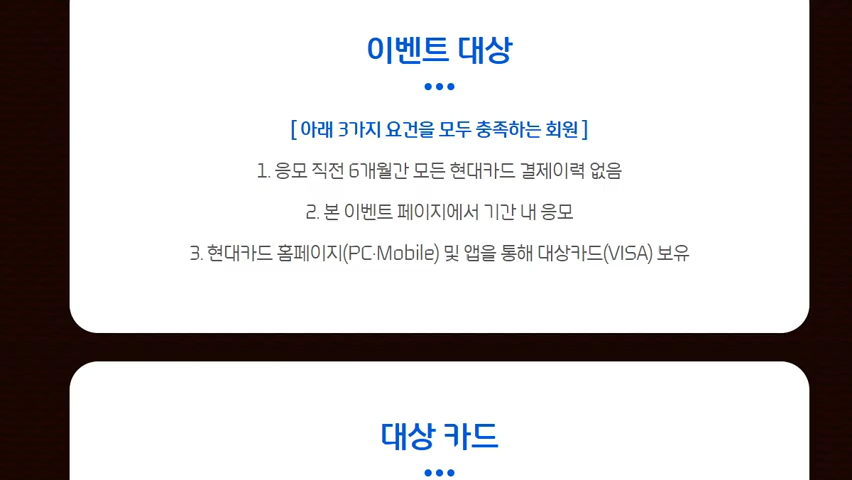 이벤트 대상
[ 아래 3가지 요건을 모두 충족하는 회원 ]
1. 응모 직전 6개월간 모든 현대카드 결제이력 없음
2. 본 이벤트 페이지에서 기간 내 응모
3. 현대카드 홈페이지(PC·Mobile) 및 앱을 통해 대상카드(VISA) 보유
대상 카드